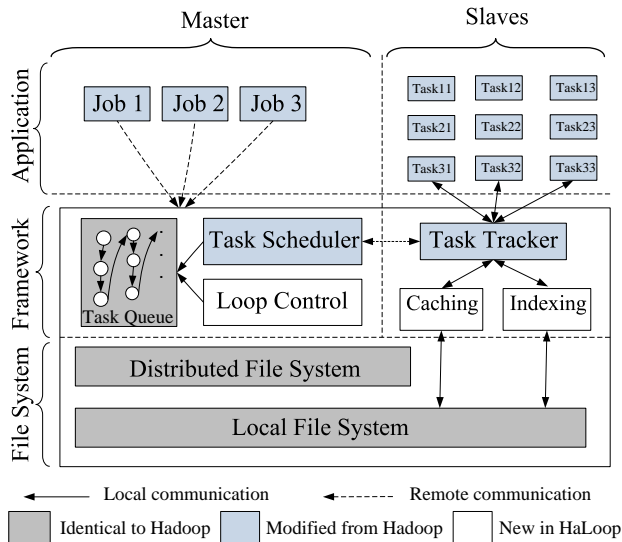 Master
Slaves
Application
Job 1
Job 2
Job 3
Task11
Task12
Task13
Task21
Task22
Task23
Task31
Task32
Task33
Framework
Task Queue
Task Scheduler
Loop Control
Task Tracker
Caching
Indexing
File System
Distributed File System
Local File System
Local communication
Remote communication
Identical to Hadoop
Modified from Hadoop
New in HaLoop